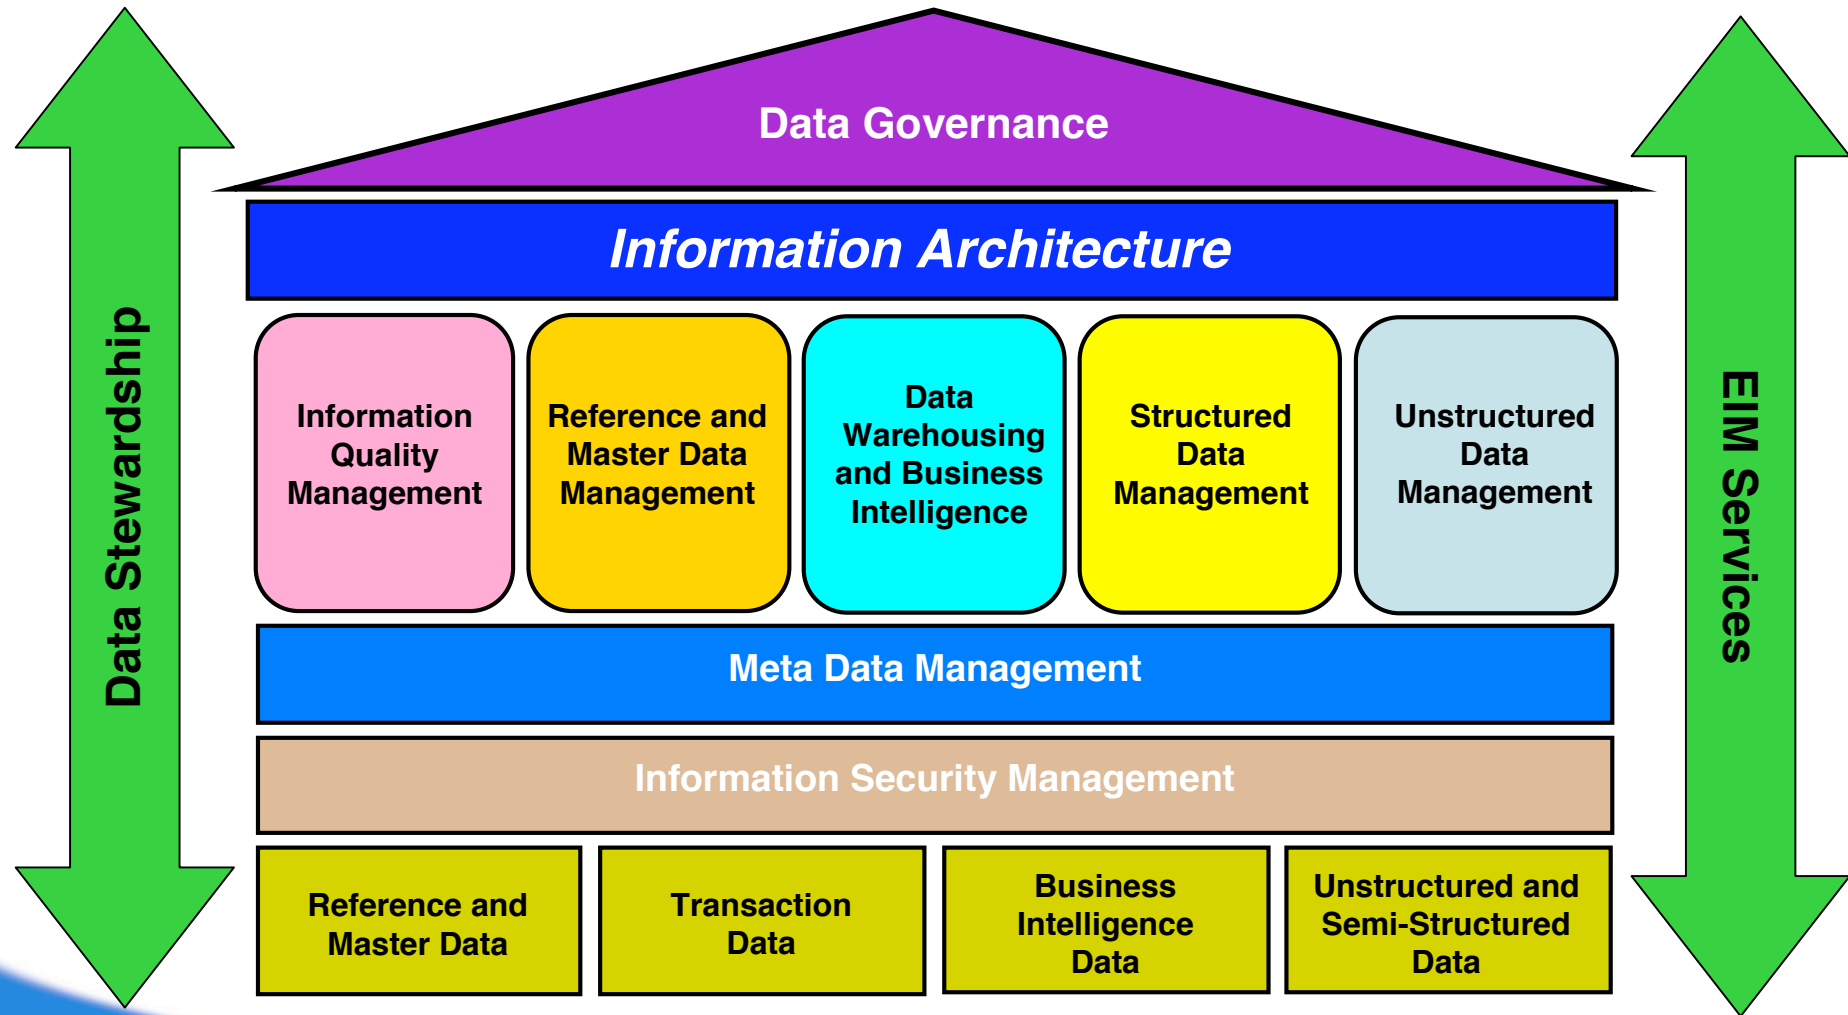 Data Governance
Information Architecture
Data Stewardship
Information
Quality
Management
Reference and
Master Data
Management
Data
Warehousing
and Business
Intelligence
Structured
Data
Management
Unstructured
Data
Management
EIM Services
Meta Data Management
Information Security Management
Reference and
Master Data
Transaction
Data
Business
Intelligence
Data
Unstructured and
Semi-Structured
Data